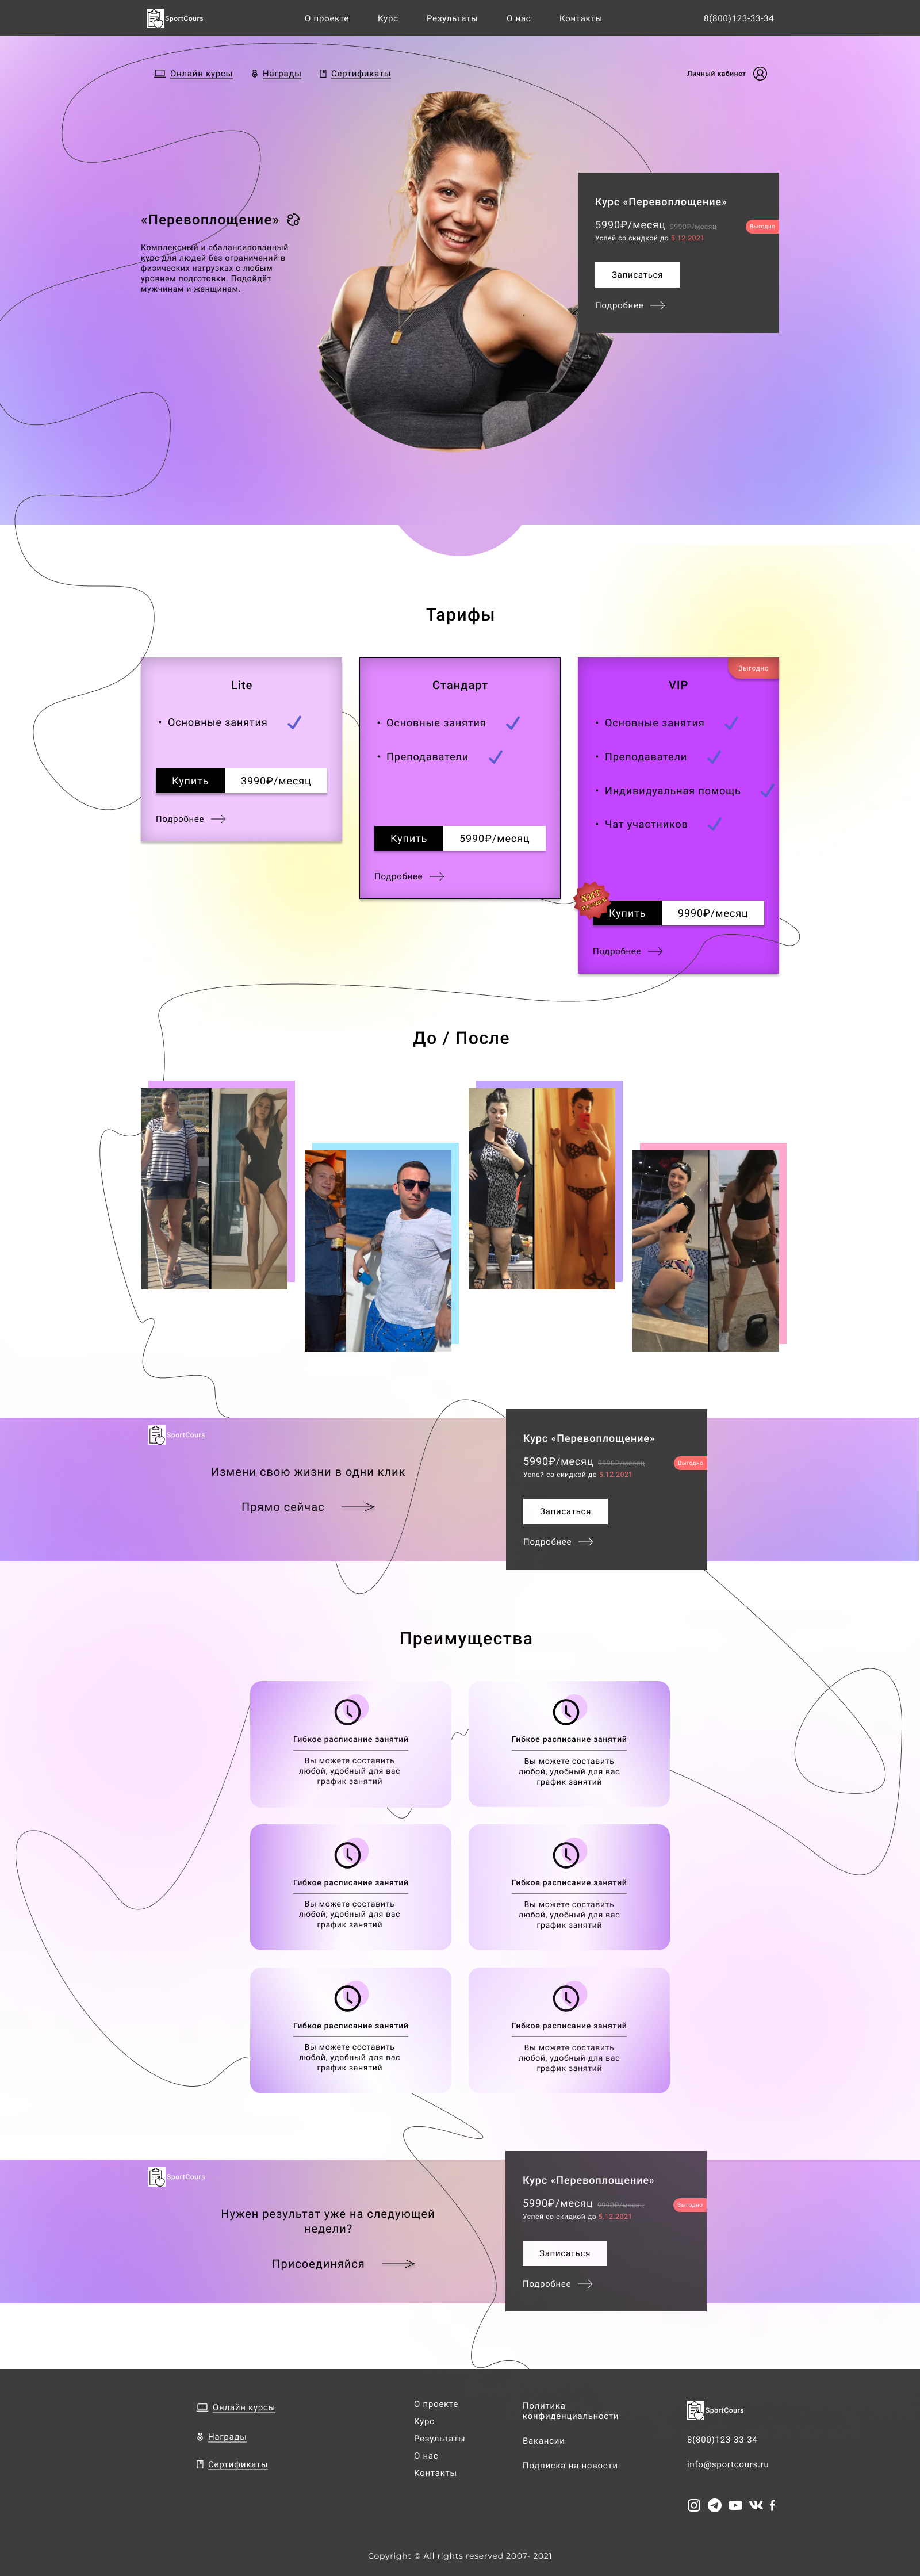 SportCours
О проекте
Курс
Результаты
О нас
Контакты
8(800)123-33-34
Онлайн курсы
Награды
Сертификаты
Личный кабинет
«Перевоплощение»
Комплексный и сбалансированный
курс для людей без ограничений в
физических нагрузках с любым
уровнем подготовки. Подойдёт
мужчинам и женщинам.
Курс «Перевоплощение»
5990₽/месяц 9990₽/месяц
Выгодно
Успей со скидкой до 5.12.2021
Записаться
Подробнее
Тарифы
Lite
• Основные занятия
Купить 3990₽/месяц
Подробнее
Стандарт
• Основные занятия
• Преподаватели
Купить 5990₽/месяц
Подробнее
Выгодно
VIP
• Основные занятия
• Преподаватели
• Индивидуальная помощь
• Чат участников
ХИТ
Купить 9990₽/месяц
Подробнее
До / После
SportCours
Измени свою жизни в одни клик
Прямо сейчас
Курс «Перевоплощение»
5990₽/месяц 9990₽/месяц
Выгодно
Успей со скидкой до 5.12.2021
Записаться
Подробнее
Преимущества
Гибкое расписание занятий
Вы можете составить
любой, удобный для вас
график занятий
Гибкое расписание занятий
Вы можете составить
любой, удобный для вас
график занятий
Гибкое расписание занятий
Вы можете составить
любой, удобный для вас
график занятий
Гибкое расписание занятий
Вы можете составить
любой, удобный для вас
график занятий
Гибкое расписание занятий
Вы можете составить
любой, удобный для вас
график занятий
Гибкое расписание занятий
Вы можете составить
любой, удобный для вас
график занятий
SportCours
Нужен результат уже на следующей
недели?
Присоединяйся
Курс «Перевоплощение»
5990₽/месяц 9990₽/месяц
Выгодно
Успей со скидкой до 5.12.2021
Записаться
Подробнее
Онлайн курсы
Награды
Сертификаты
О проекте
Курс
Результаты
О нас
Контакты
Политика
конфиденциальности
Вакансии
Подписка на новости
SportCours
8(800)123-33-34
info@sportcours.ru
Copyright © All rights reserved 2007- 2021